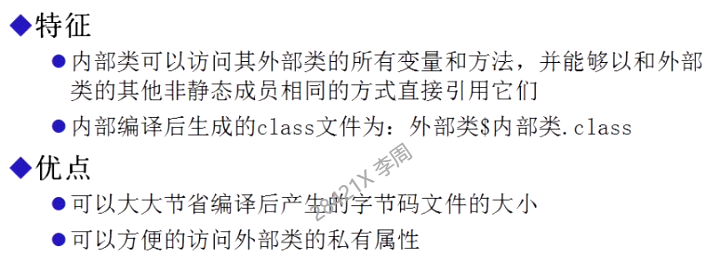 ◆特征
●内部类可以访问其外部类的所有变量和方法，并能够以和外部
类的其他非静态成员相同的方式直接引用它们
●内部编译后生成的class文件为：外部类$内部类.class
◆优点
●可以大大节省编译后产生的字节码文件的大小
●可以方便的访问外部类的私有属性
28421X 李周